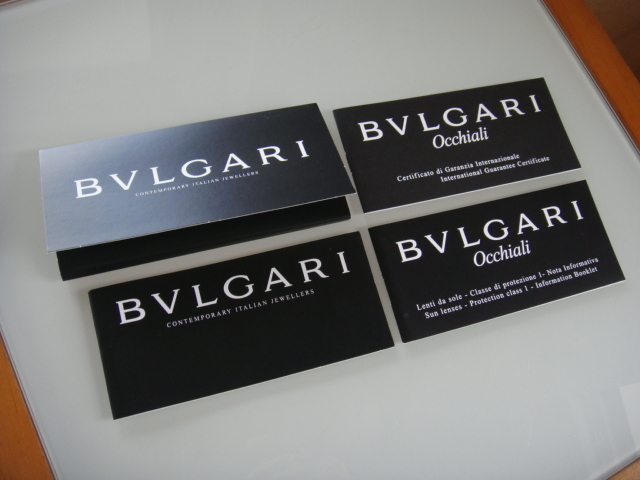 BVLGARI
CONTEMPORARY ITALIAN JEWELLERS
BVLGARI
Occhiali
Certificato di Garanzia Internazionale
International Guarantee Certificate
BVLGARI
CONTEMPORARY ITALIAN JEWELLERS
BVLGARI
Occhiali
Lenti da sole - Classe di protezione 1- Nota Informativa
Sun lenses - Protection class 1 - Information Booklet